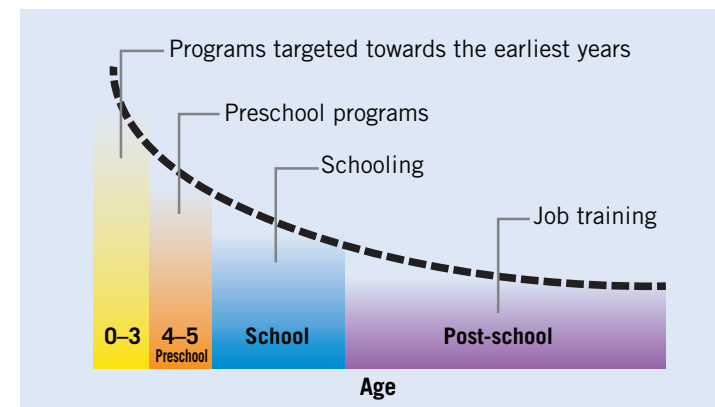 Programs targeted towards the earliest years
Preschool programs
Schooling
Job training
0–3
4–5
Preschool
School
Post-school
Age